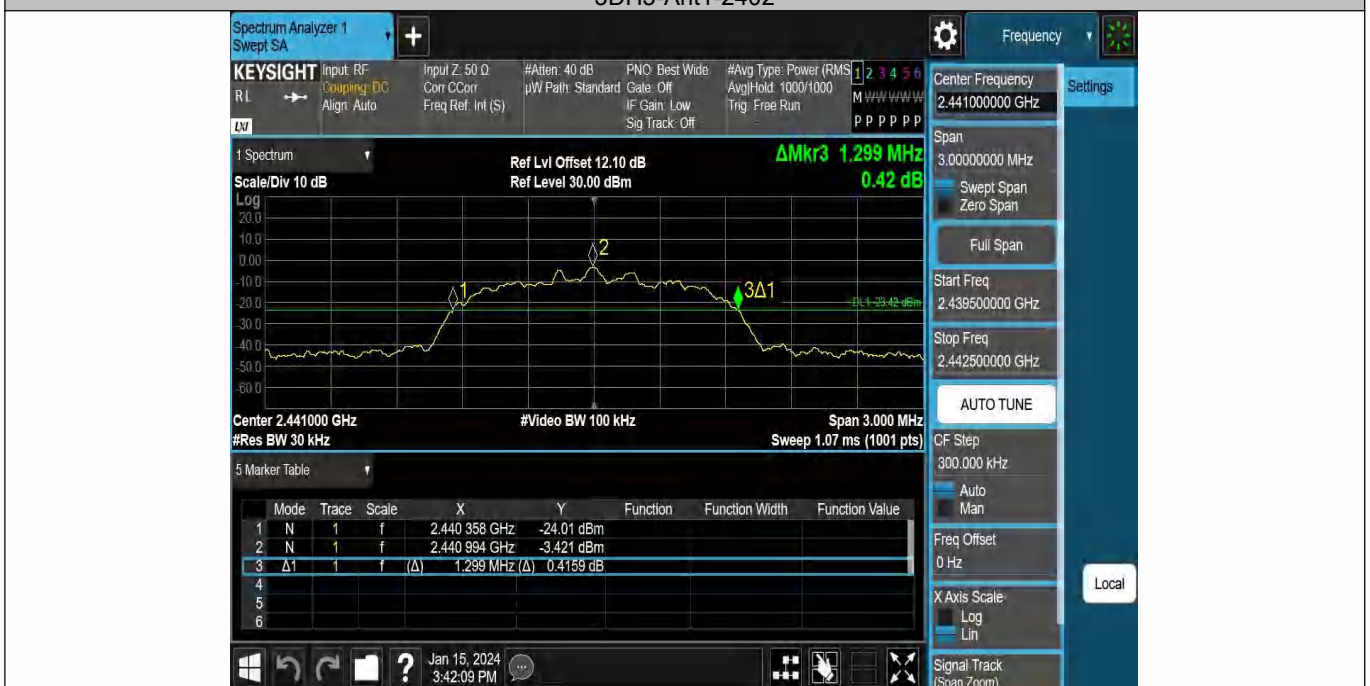 3DH5-Ant1-2402
Spectrum Analyzer 1
Swept SA
+
Frequency
KEYSIGHT
RL
LXI
Input: RF
Coupling: DC
Align: Auto
Input Z: 50 Ω
Corr CCorr
Freq Ref: Int (S)
#Atten: 40 dB
µW Path: Standard
PNO: Best Wide
Gate: Off
IF Gain: Low
Sig Track: Off
#Avg Type: Power (RMS
Avg|Hold: 1000/1000
Trig: Free Run
1 2 3 4 5 6
M W W W W W
P P P P P P
Center Frequency
2.441000000 GHz
Settings
Span
3.00000000 MHz
Swept Span
Zero Span
Full Span
Start Freq
2.439500000 GHz
Stop Freq
2.442500000 GHz
AUTO TUNE
CF Step
300.000 kHz
Auto
Man
Freq Offset
0 Hz
X Axis Scale
Log
Lin
Signal Track
(Span Zoom)
Local
1 Spectrum
Scale/Div 10 dB
Ref Lvl Offset 12.10 dB
Ref Level 30.00 dBm
ΔMkr3 1.299 MHz
0.42 dB
Log
20.0
10.0
0.00
-10.0
-20.0
-30.0
-40.0
-50.0
-60.0
1
2
3Δ1
DL1 -23.42 dBm
Center 2.441000 GHz
#Video BW 100 kHz
Span 3.000 MHz
#Res BW 30 kHz
Sweep 1.07 ms (1001 pts)
5 Marker Table
Mode Trace Scale X Y Function Function Width Function Value
1 N 1 f 2.440 358 GHz -24.01 dBm
2 N 1 f 2.440 994 GHz -3.421 dBm
3 Δ1 1 f (Δ) 1.299 MHz (Δ) 0.4159 dB
4
5
6
?
Jan 15, 2024
3:42:09 PM